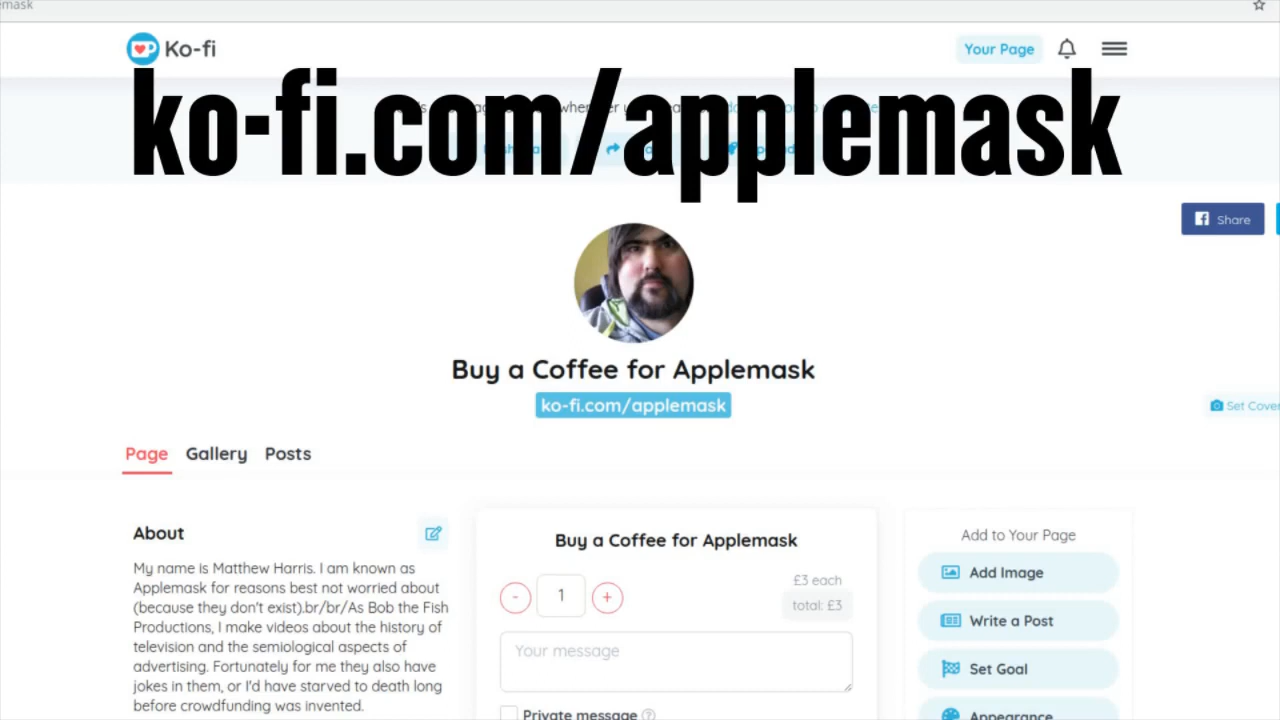 mask
Ko-fi
Your Page
ko-fi.com/applemask
Share
Buy a Coffee for Applemask
ko-fi.com/applemask
Set Cover
Page Gallery Posts
About
My name is Matthew Harris. I am known as
Applemask for reasons best not worried about
(because they don't exist).br/br/As Bob the Fish
Productions, I make videos about the history of
television and the semiological aspects of
advertising. Fortunately for me they also have
jokes in them, or I'd have starved to death long
before crowdfunding was invented.
Buy a Coffee for Applemask
- 1 +
£3 each
total: £3
Your message
Private message
Add to Your Page
Add Image
Write a Post
Set Goal
Appearance